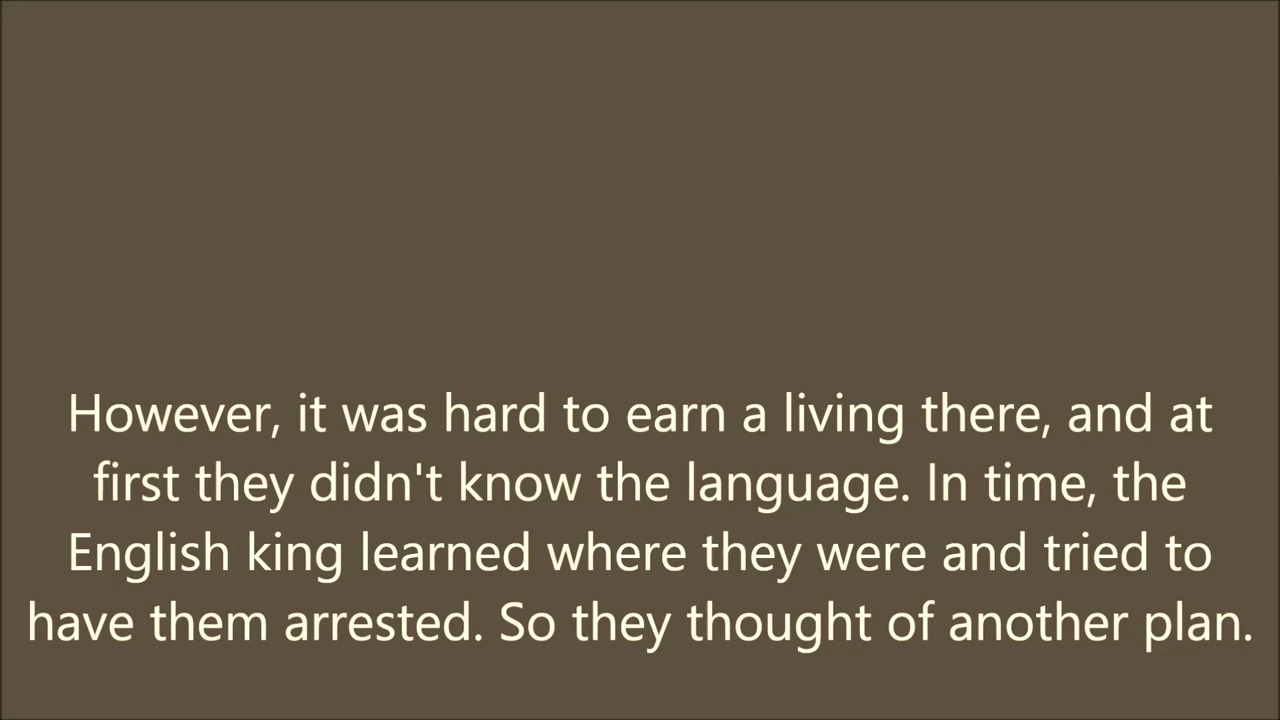 However, it was hard to earn a living there, and at
first they didn't know the language. In time, the
English king learned where they were and tried to
have them arrested. So they thought of another plan.